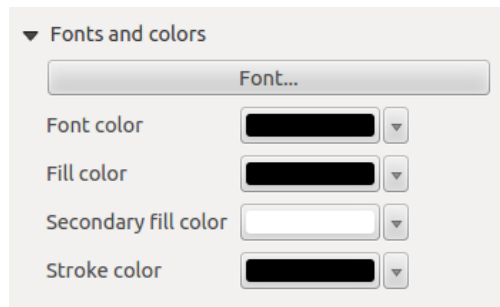 Fonts and colors
Font...
Font color
Fill color
Secondary fill color
Stroke color